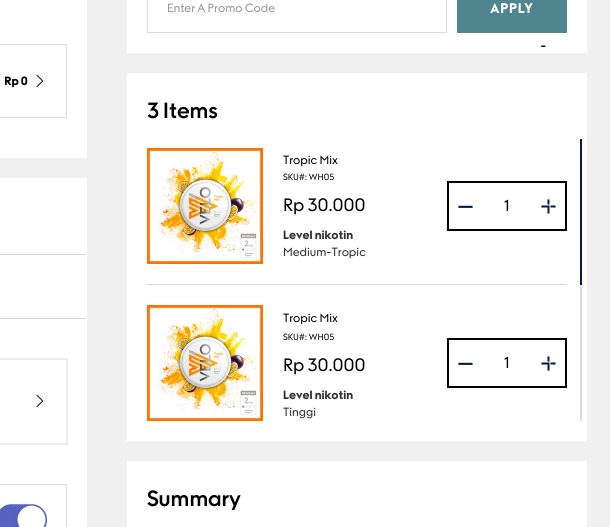 Enter A Promo Code
APPLY
-
Rp 0
3 Items
Tropic Mix
SKU#: WH05
Rp 30.000
Level nikotin
Medium-Tropic
1
VELO
Tropic Mix
SKU#: WH05
Rp 30.000
Level nikotin
Tinggi
1
VELO
Summary